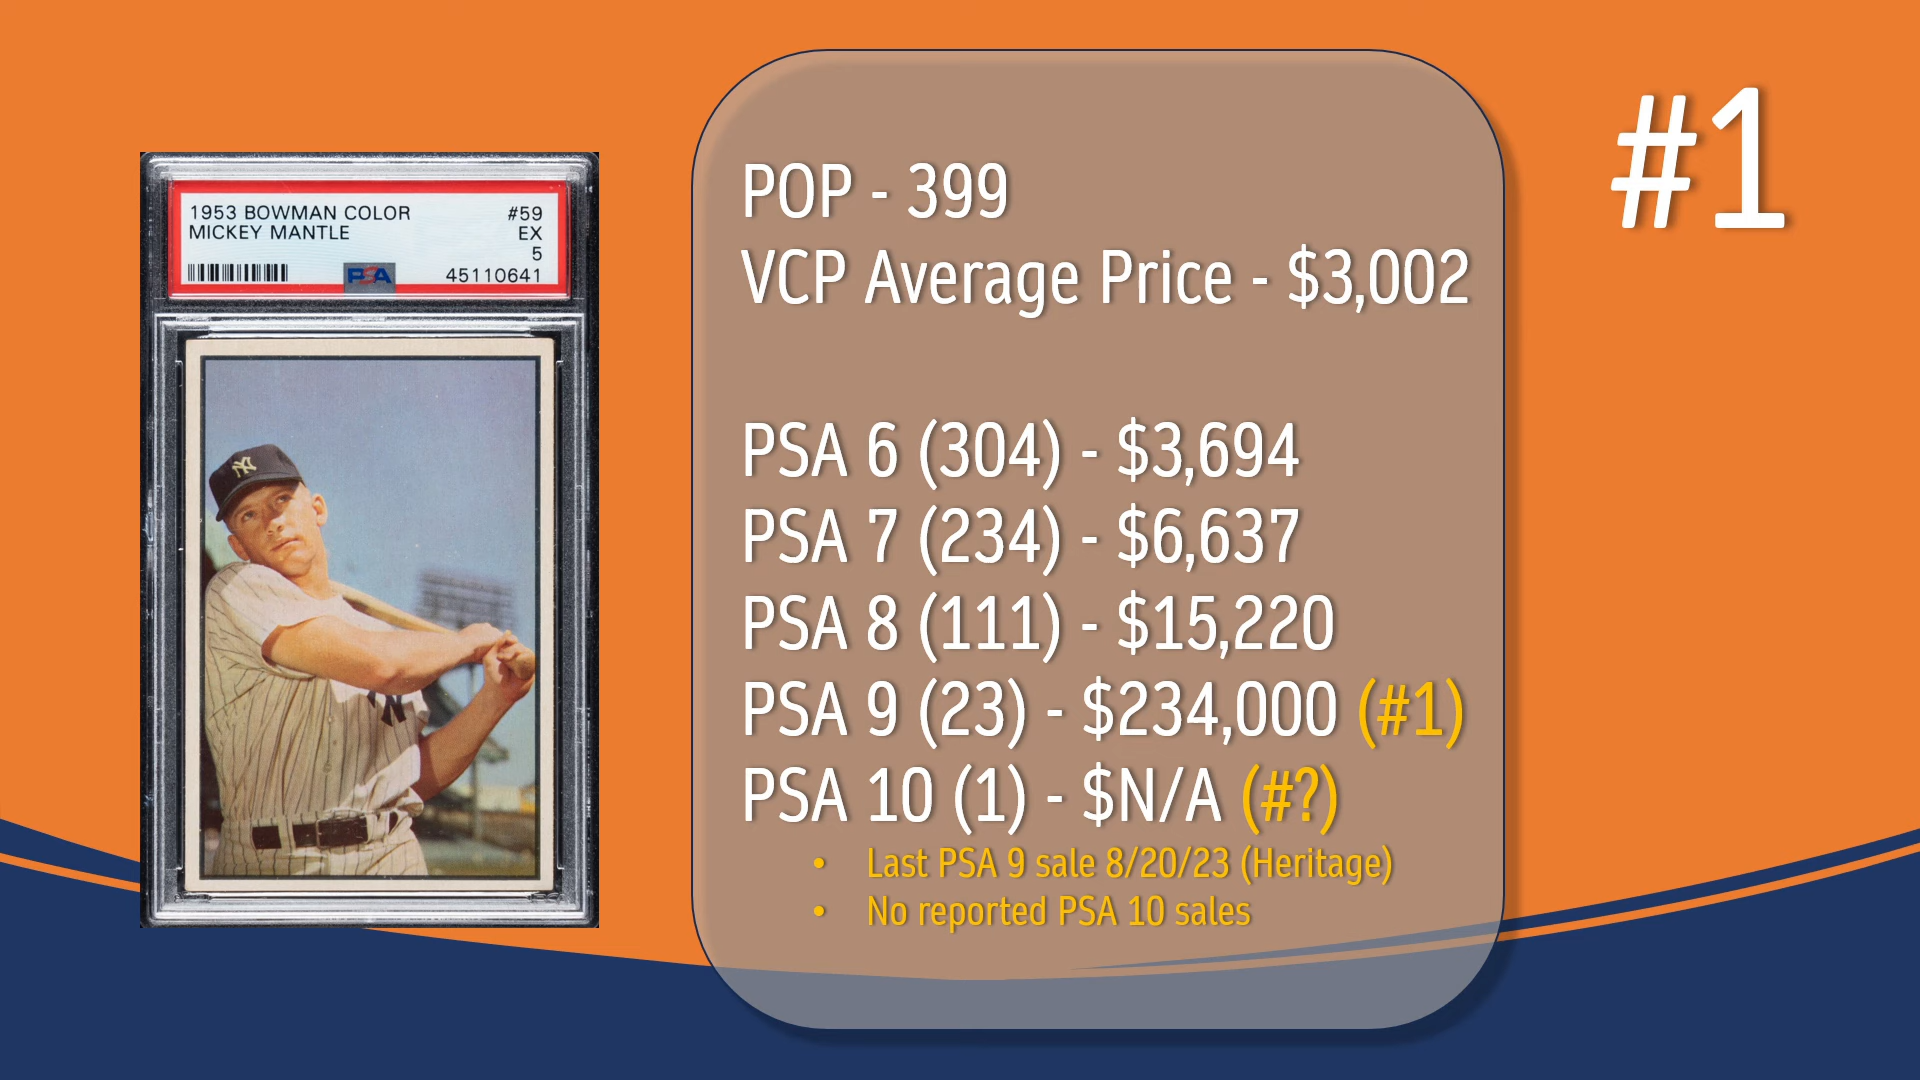 1953 BOWMAN COLOR #59
MICKEY MANTLE EX
5
PSA 45110641
NY
POP - 399
VCP Average Price - $3,002
PSA 6 (304) - $3,694
PSA 7 (234) - $6,637
PSA 8 (111) - $15,220
PSA 9 (23) - $234,000 (#1)
PSA 10 (1) - $N/A (#?)
• Last PSA 9 sale 8/20/23 (Heritage)
• No reported PSA 10 sales
#1